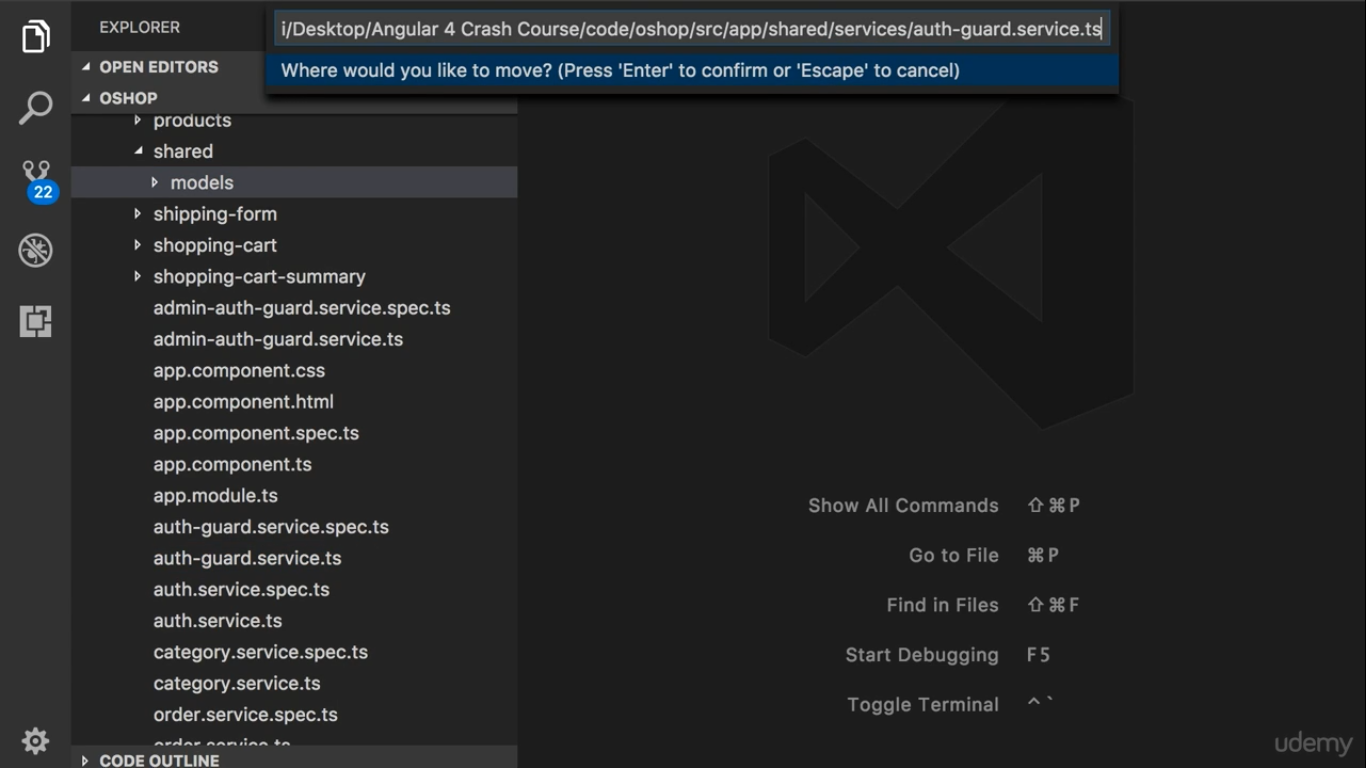 EXPLORER
i/Desktop/Angular 4 Crash Course/code/oshop/src/app/shared/services/auth-guard.service.ts
Where would you like to move? (Press 'Enter' to confirm or 'Escape' to cancel)
OPEN EDITORS
OSHOP
products
shared
models
22
shipping-form
shopping-cart
shopping-cart-summary
admin-auth-guard.service.spec.ts
admin-auth-guard.service.ts
app.component.css
app.component.html
app.component.spec.ts
app.component.ts
app.module.ts
auth-guard.service.spec.ts
auth-guard.service.ts
auth.service.spec.ts
auth.service.ts
category.service.spec.ts
category.service.ts
order.service.spec.ts
order.service.ts
CODE OUTLINE
Show All Commands ⇧⌘P
Go to File ⌘P
Find in Files ⇧⌘F
Start Debugging F5
Toggle Terminal ^`
udemy